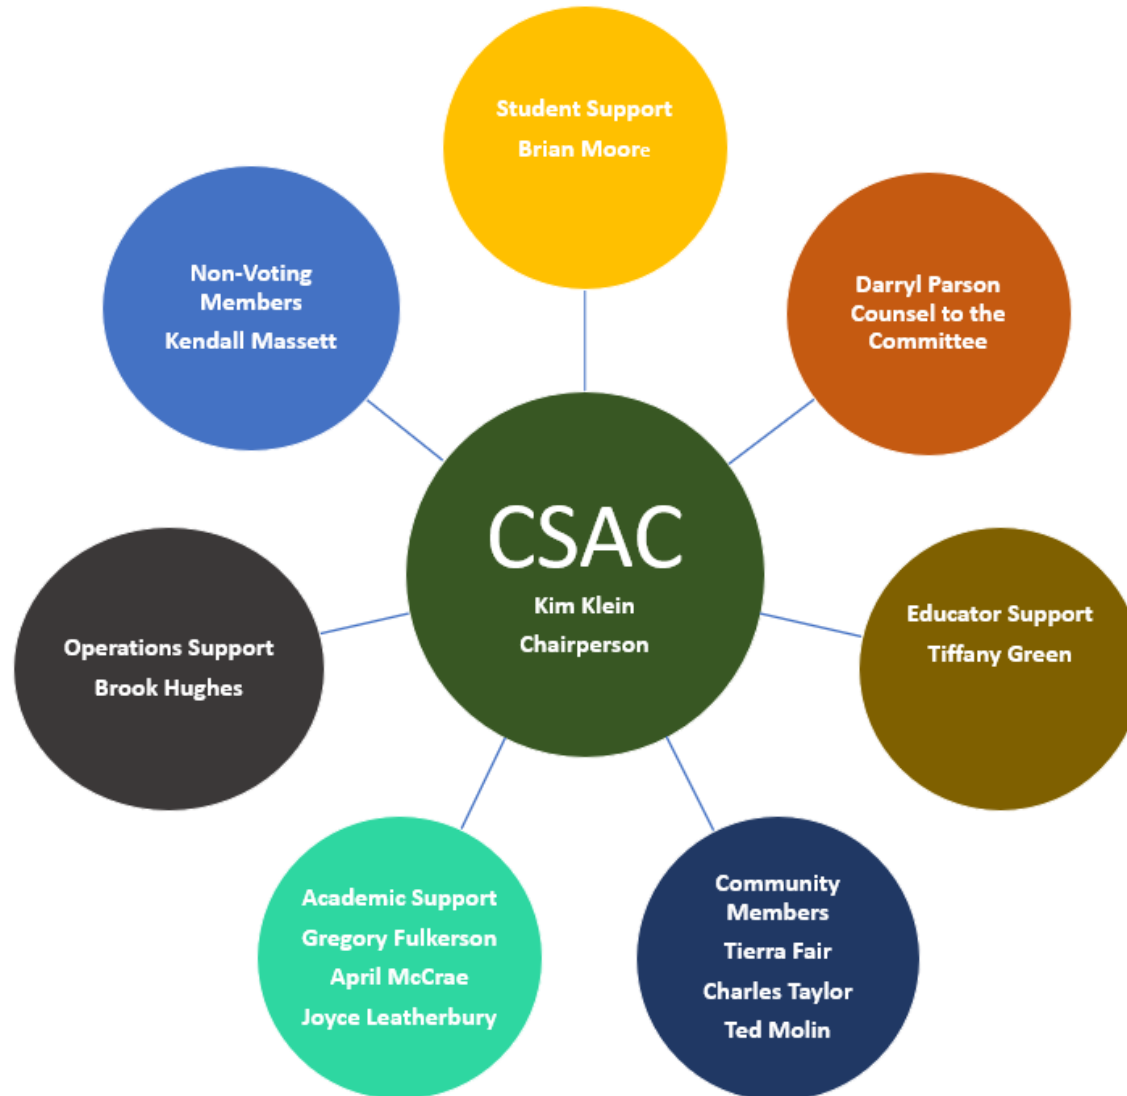 Student Support
Brian Moore
Non-Voting
Members
Kendall Massett
Darryl Parson
Counsel to the
Committee
CSAC
Kim Klein
Chairperson
Operations Support
Brook Hughes
Educator Support
Tiffany Green
Academic Support
Gregory Fulkerson
April McCrae
Joyce Leatherbury
Community
Members
Tierra Fair
Charles Taylor
Ted Molin